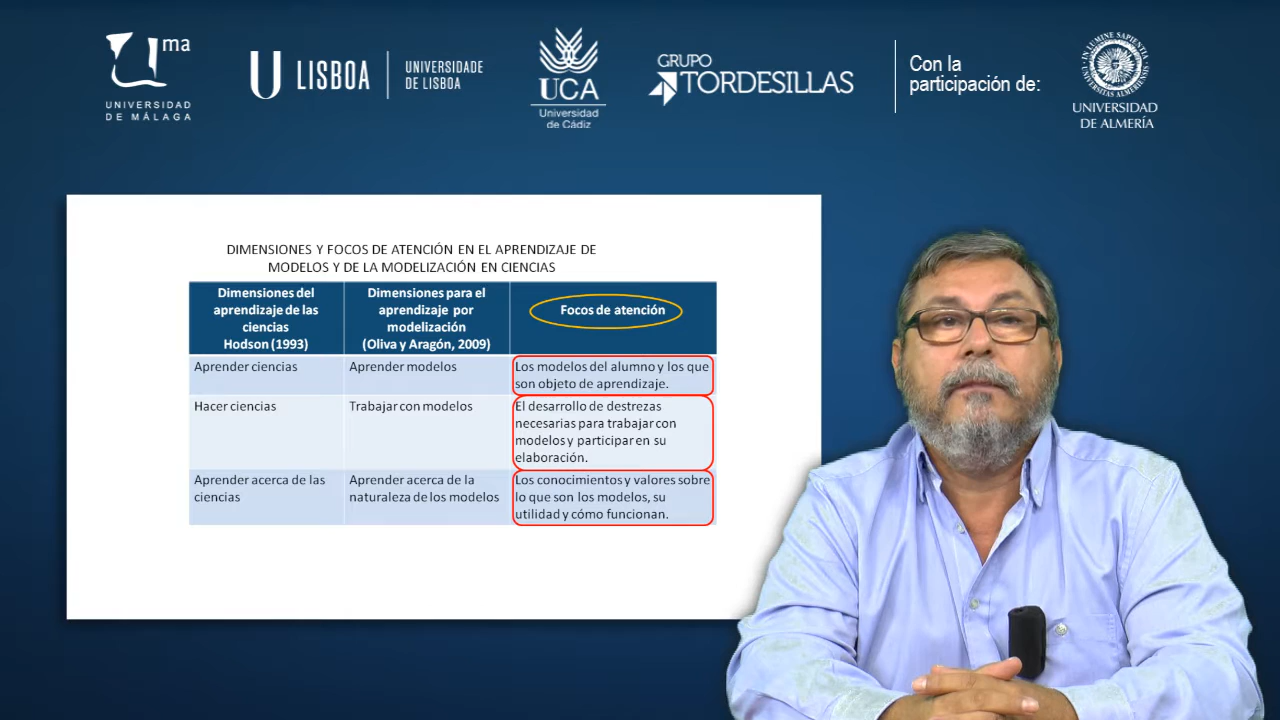 uma
UNIVERSIDAD
DE MÁLAGA
U LISBOA
UNIVERSIDADE
DE LISBOA
UCA
Universidad
de Cádiz
GRUPO
TORDESILLAS
Con la
participación de:
IN LUMINE SAPIENTIA
UNIVERSIDAD
DE ALMERÍA
DIMENSIONES Y FOCOS DE ATENCIÓN EN EL APRENDIZAJE DE
MODELOS Y DE LA MODELIZACIÓN EN CIENCIAS
Dimensiones del
aprendizaje de las
ciencias
Hodson (1993)
Dimensiones para el
aprendizaje por
modelización
(Oliva y Aragón, 2009)
Focos de atención
Aprender ciencias
Aprender modelos
Los modelos del alumno y los que
son objeto de aprendizaje.
Hacer ciencias
Trabajar con modelos
El desarrollo de destrezas
necesarias para trabajar con
modelos y participar en su
elaboración.
Aprender acerca de las
ciencias
Aprender acerca de la
naturaleza de los modelos
Los conocimientos y valores sobre
lo que son los modelos, su
utilidad y cómo funcionan.